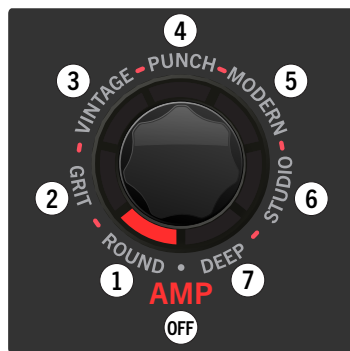 4
PUNCH
3
VINTAGE
MODERN
5
2
GRIT
STUDIO
6
1
ROUND
DEEP
7
AMP
OFF